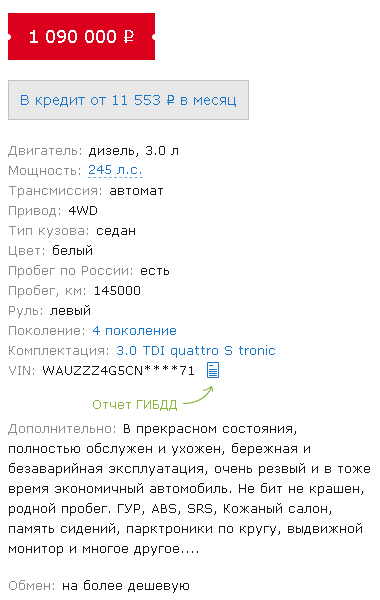 1 090 000 ₽
В кредит от 11 553 ₽ в месяц
Двигатель: дизель, 3.0 л
Мощность: 245 л.с.
Трансмиссия: автомат
Привод: 4WD
Тип кузова: седан
Цвет: белый
Пробег по России: есть
Пробег, км: 145000
Руль: левый
Поколение: 4 поколение
Комплектация: 3.0 TDI quattro S tronic
VIN: WAUZZZ4G5CN****71
Отчет ГИБДД
Дополнительно: В прекрасном состояния,
полностью обслужен и ухожен, бережная и
безаварийная эксплуатация, очень резвый и в тоже
время экономичный автомобиль. Не бит не крашен,
родной пробег. ГУР, ABS, SRS, Кожаный салон,
память сидений, парктроники по кругу, выдвижной
монитор и многое другое....
Обмен: на более дешевую